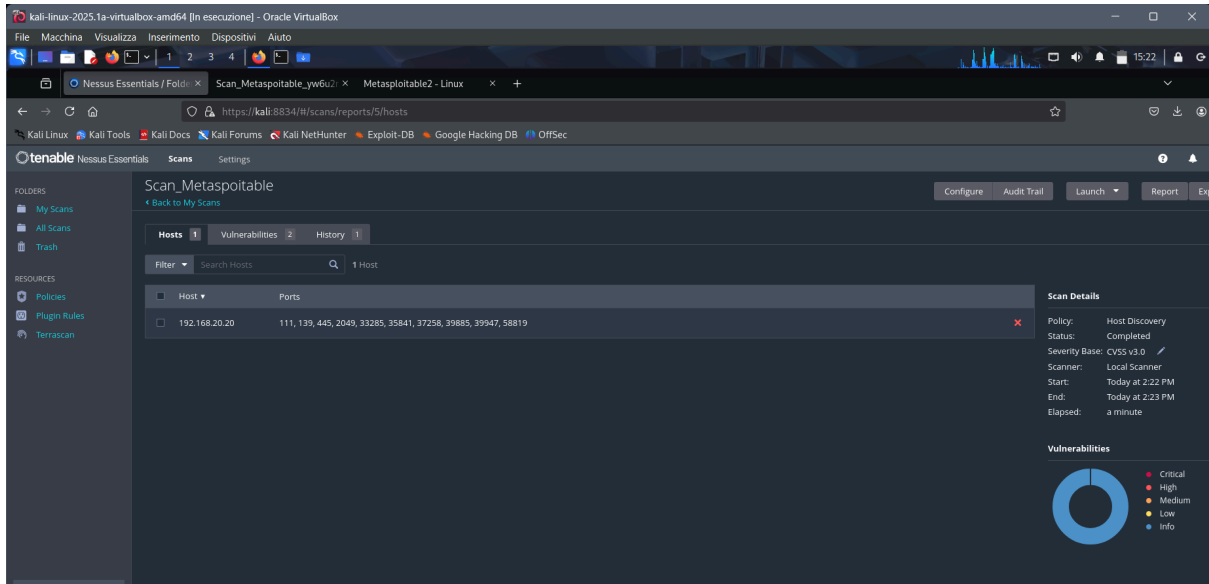 kali-linux-2025.1a-virtualbox-amd64 [In esecuzione] - Oracle VirtualBox
File Macchina Visualizza Inserimento Dispositivi Aiuto
1 2 3 4 15:22
Nessus Essentials / Folde Scan_Metaspoitable_yw6u2 Metasploitable2 - Linux
https://kali:8834/#/scans/reports/5/hosts
Kali Linux Kali Tools Kali Docs Kali Forums Kali NetHunter Exploit-DB Google Hacking DB OffSec
tenable Nessus Essentials Scans Settings
FOLDERS
My Scans
All Scans
Trash
RESOURCES
Policies
Plugin Rules
Terrascan
Scan_Metaspoitable
Back to My Scans
Configure Audit Trail Launch Report Ex
Hosts 1 Vulnerabilities 2 History 1
Filter Search Hosts 1 Host
Host Ports
192.168.20.20 111, 139, 445, 2049, 33285, 35841, 37258, 39885, 39947, 58819
Scan Details
Policy: Host Discovery
Status: Completed
Severity Base: CVSS v3.0
Scanner: Local Scanner
Start: Today at 2:22 PM
End: Today at 2:23 PM
Elapsed: a minute
Vulnerabilities
Critical
High
Medium
Low
Info